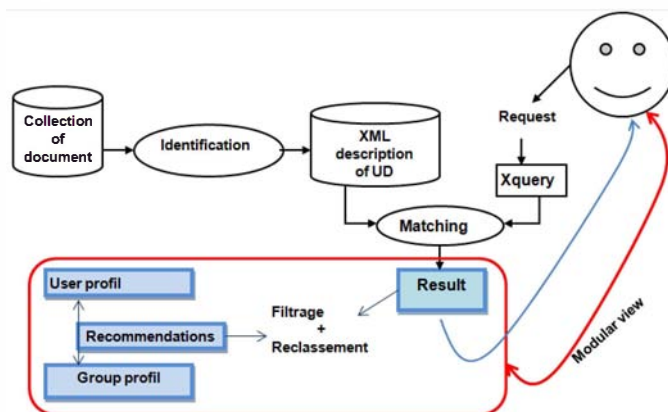 Collection
of
document
Identification
XML
description
of UD
Request
Xquery
Matching
User profil
Recommendations
Group profil
Filtrage
+
Reclassement
Result
Modular view